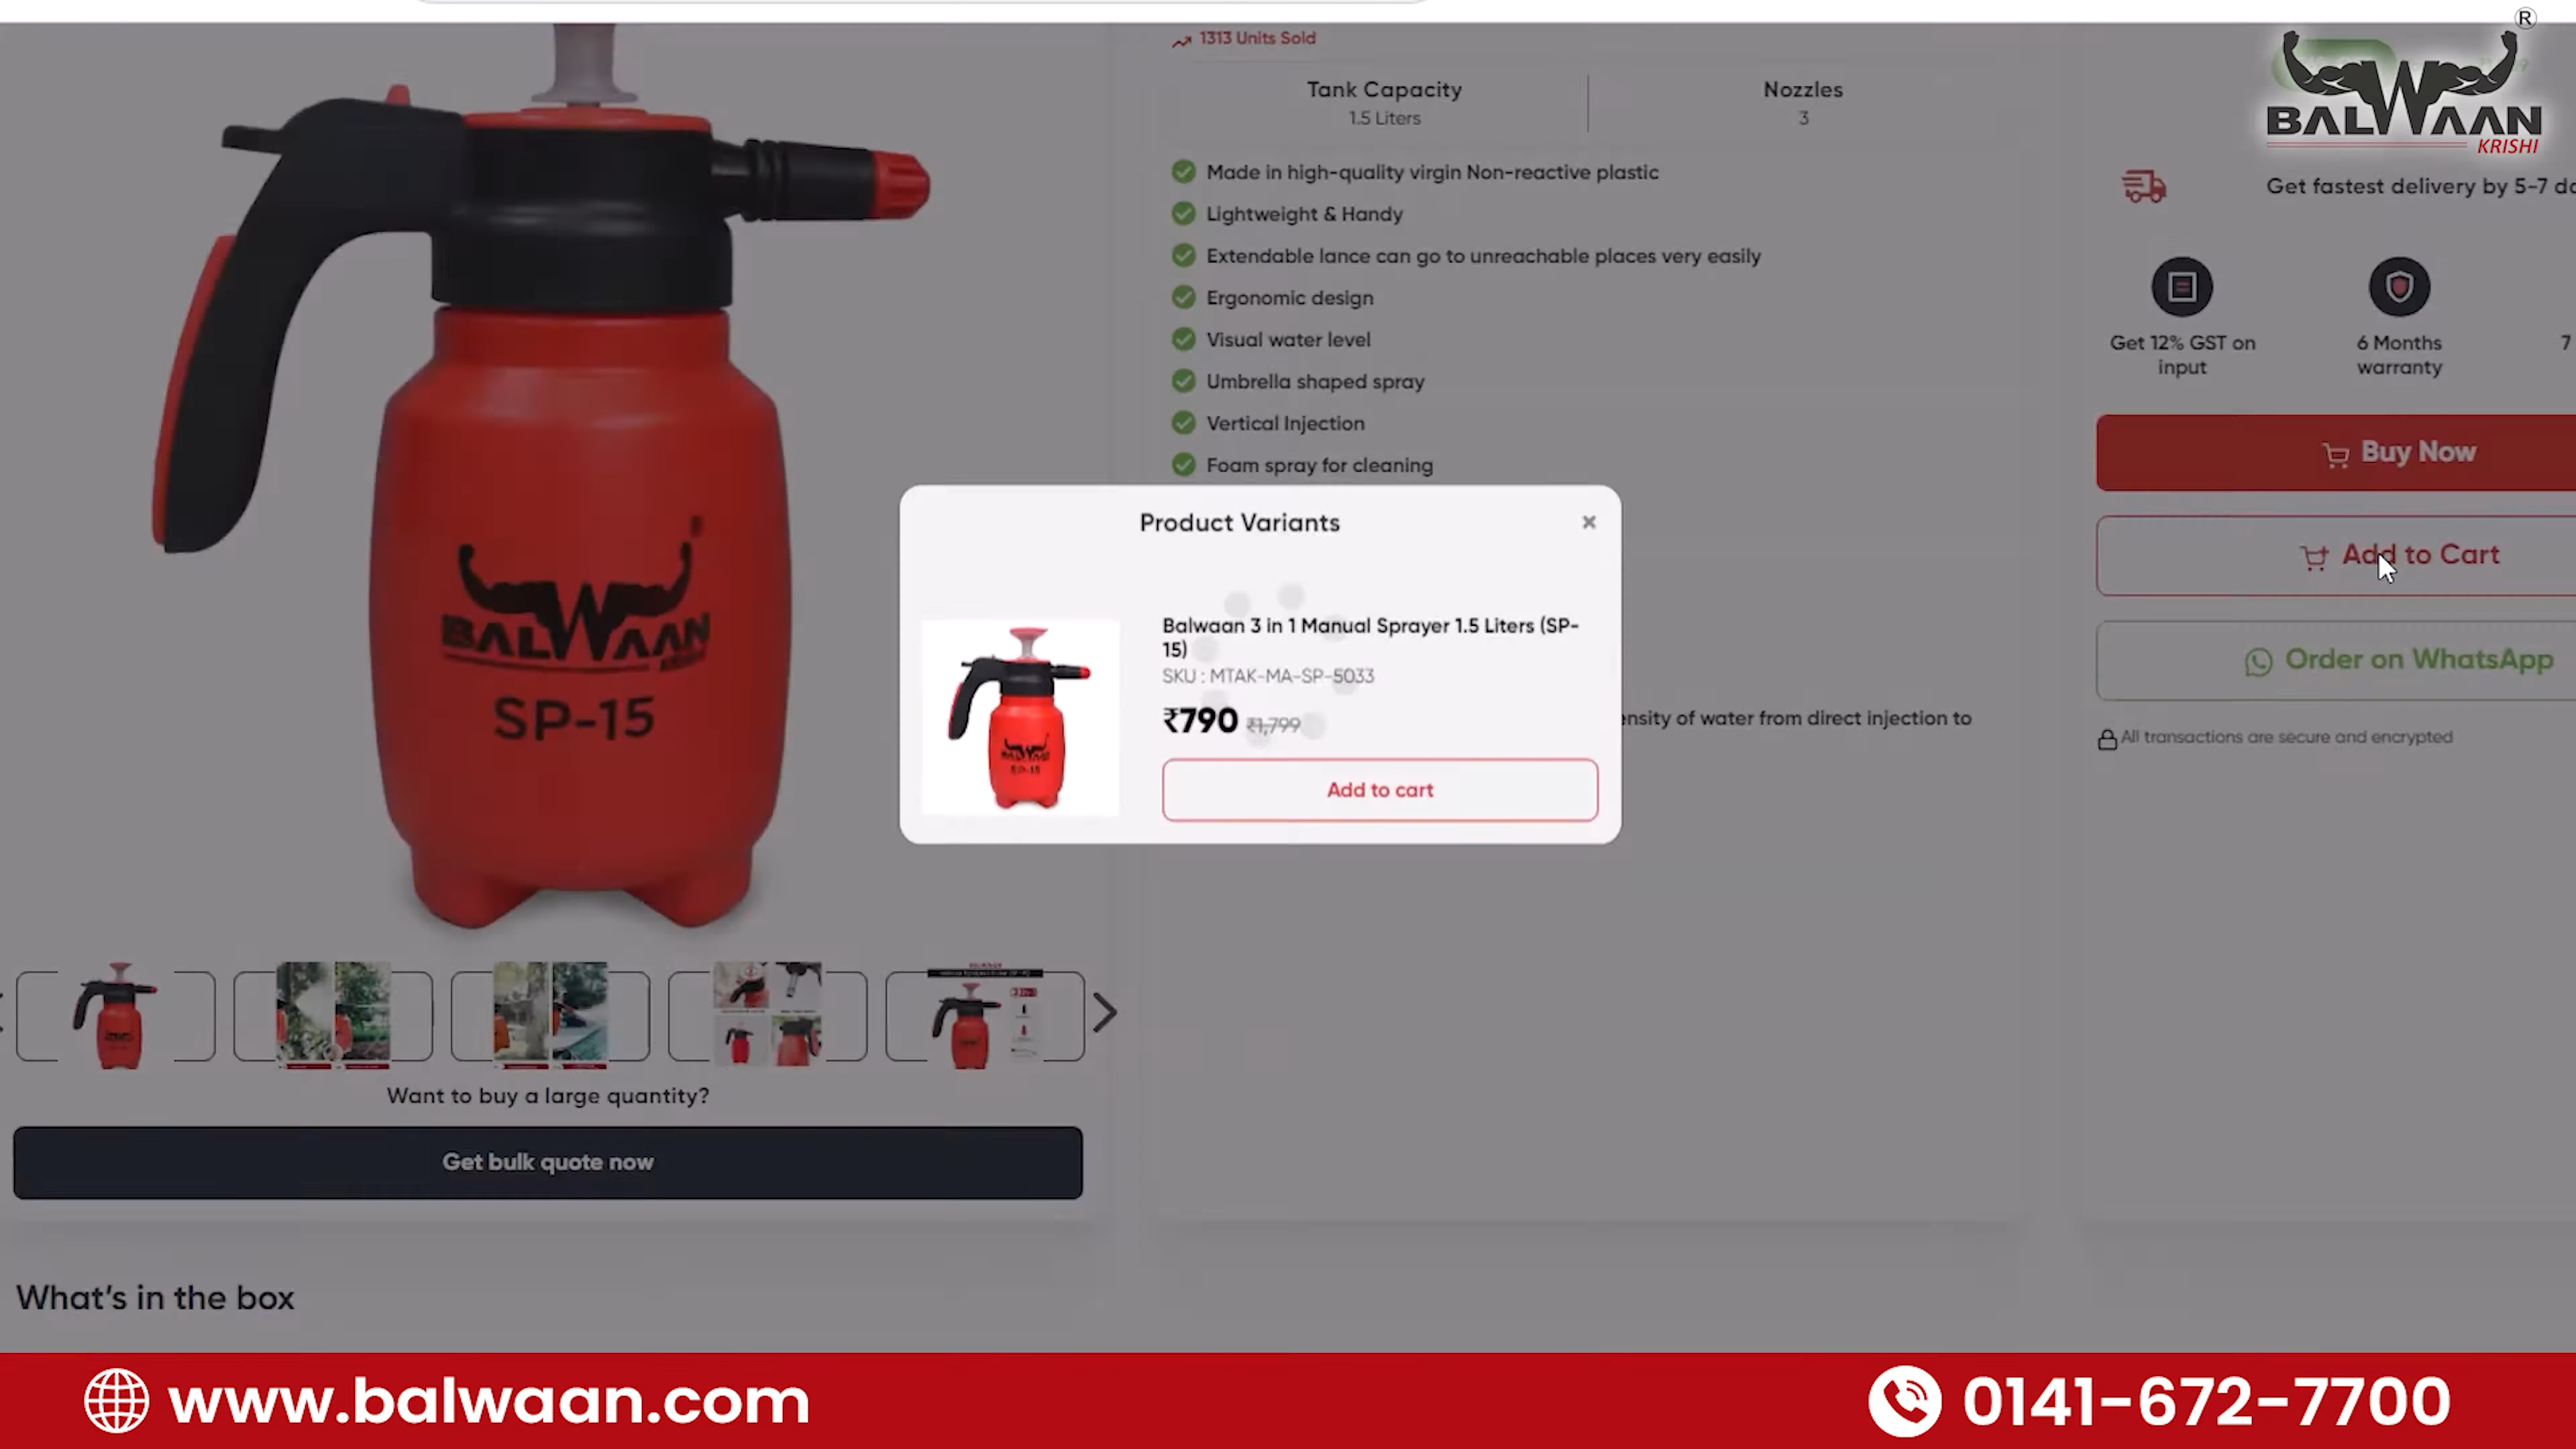 1313 Units Sold
Tank Capacity
1.5 Liters
Nozzles
3
Made in high-quality virgin Non-reactive plastic
Lightweight & Handy
Extendable lance can go to unreachable places very easily
Ergonomic design
Visual water level
Umbrella shaped spray
Vertical Injection
Foam spray for cleaning
of water from direct injection to
BALWAAN
KRISHI
SP-15
Product Variants
×
Balwaan 3 in 1 Manual Sprayer 1.5 Liters (SP-
15)
SKU : MTAK-MA-SP-5033
₹790 ₹1,799
Add to cart
BALWAAN
SP-15
®
BALWAAN
KRISHI
Get fastest delivery by 5-7
Get 12% GST on
input
6 Months
warranty
7
Buy Now
Add to Cart
Order on WhatsApp
All transactions are secure and encrypted
Want to buy a large quantity?
Get bulk quote now
What's in the box
www.balwaan.com
0141-672-7700